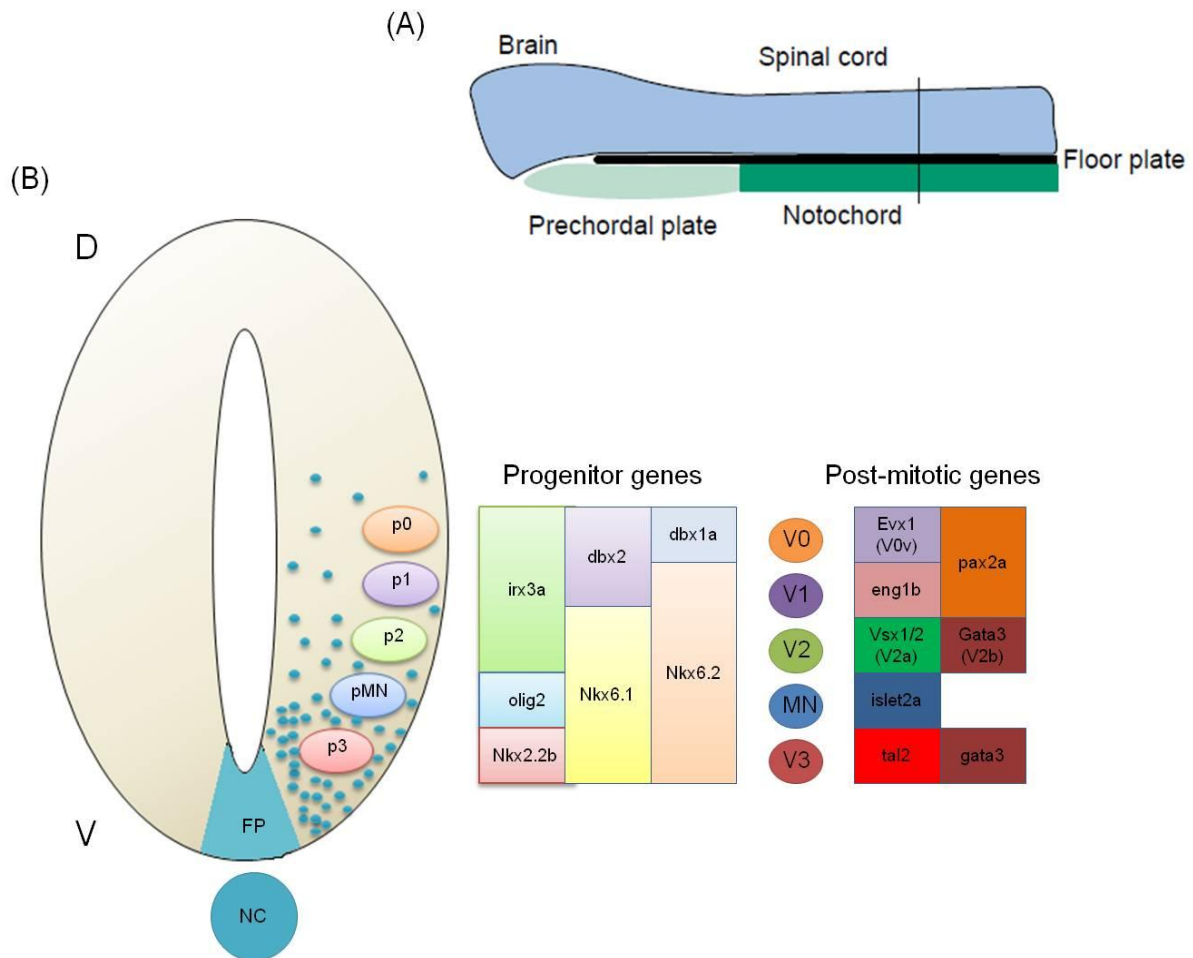 (A)
Brain
Spinal cord
Floor plate
Prechordal plate
Notochord
(B)
D
p0
p1
p2
pMN
p3
FP
V
NC
Progenitor genes
irx3a
dbx2
dbx1a
Nkx6.1
Nkx6.2
olig2
Nkx2.2b
V0
V1
V2
MN
V3
Post-mitotic genes
Evx1
(V0v)
pax2a
eng1b
Vsx1/2
(V2a)
Gata3
(V2b)
islet2a
tal2
gata3